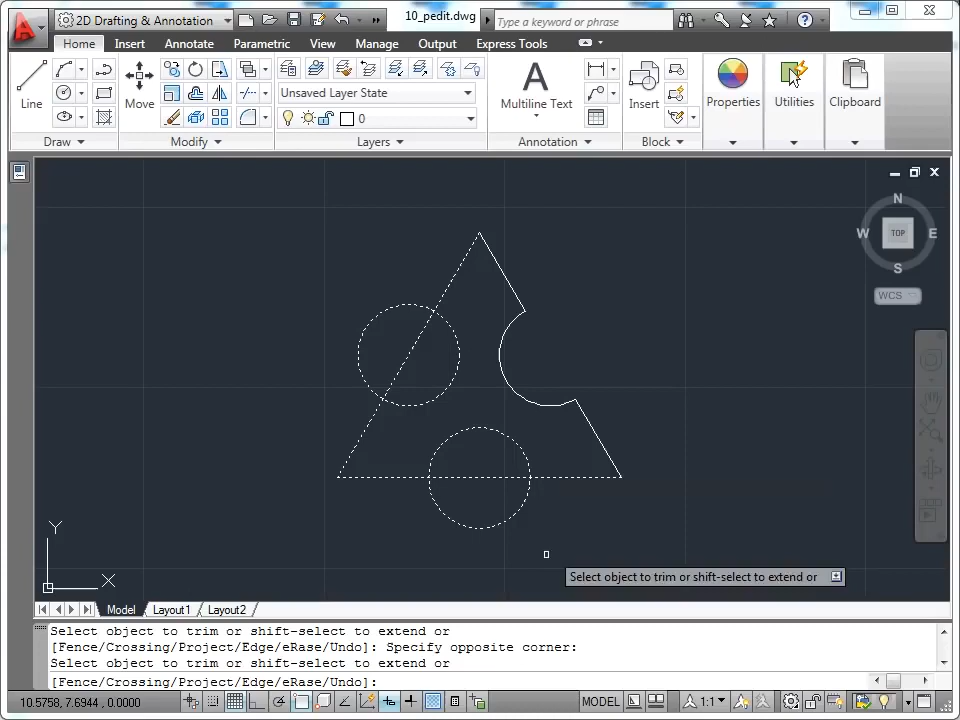 2D Drafting & Annotation
10_pedit.dwg
Type a keyword or phrase
Home Insert Annotate Parametric View Manage Output Express Tools
Line
Move
Unsaved Layer State
0
Multiline Text
Insert
Properties
Utilities
Clipboard
Draw
Modify
Layers
Annotation
Block
N
W TOP E
S
WCS
Y
X
Select object to trim or shift-select to extend or
Model Layout1 Layout2
Select object to trim or shift-select to extend or
[Fence/Crossing/Project/Edge/eRase/Undo]: Specify opposite corner:
Select object to trim or shift-select to extend or
[Fence/Crossing/Project/Edge/eRase/Undo]:
10.5758, 7.6944 , 0.0000
MODEL
1:1